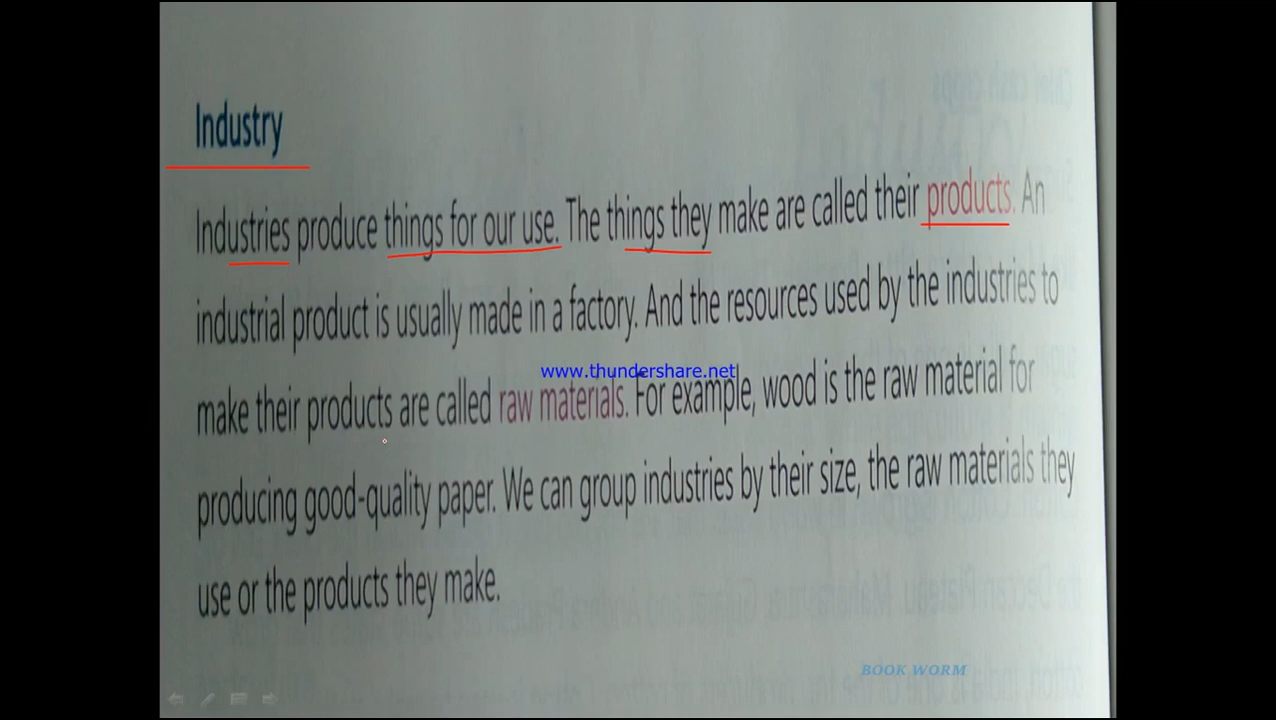 Industry
Industries produce things for our use. The things they make are called their products. An
industrial product is usually made in a factory. And the resources used by the industries to
www.thundershare.net
make their products are called raw materials. For example, wood is the raw material for
producing good-quality paper. We can group industries by their size, the raw materials they
use or the products they make.
BOOK WORM